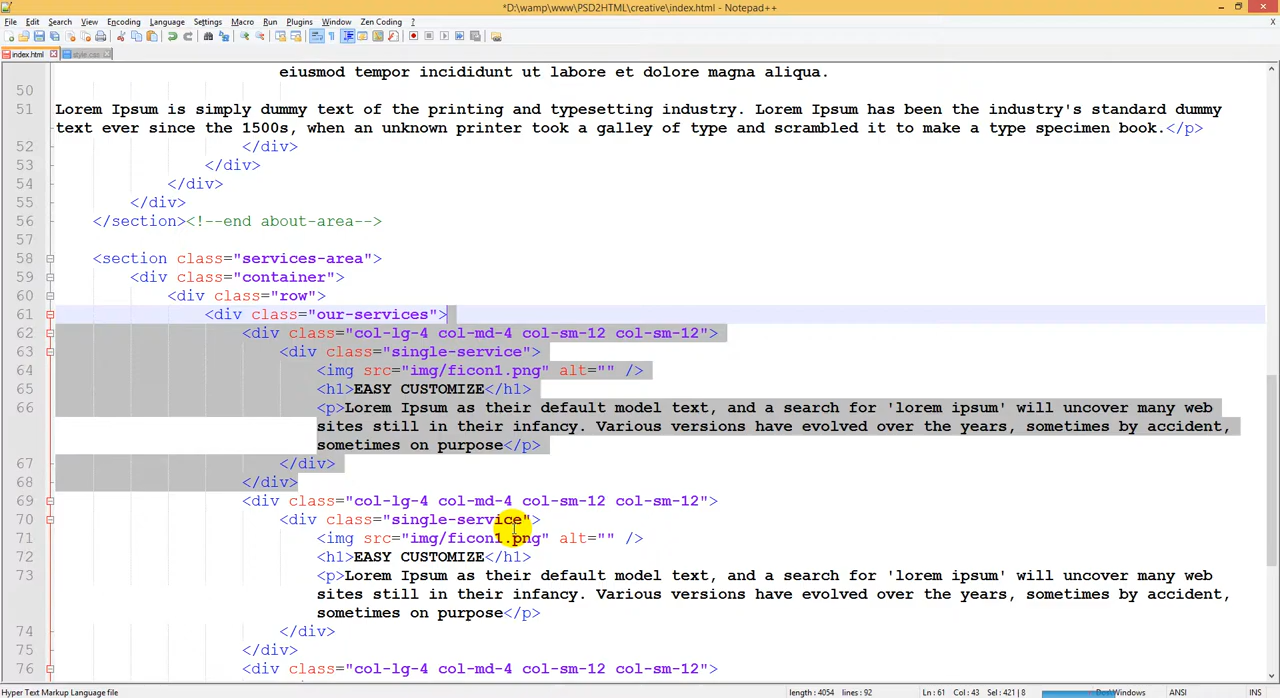 *D:\wamp\www\PSD2HTML\creative\index.html - Notepad++
File Edit Search View Encoding Language Settings Macro Run Plugins Window Zen Coding ?
X
index.html style.css
eiusmod tempor incididunt ut labore et dolore magna aliqua.
50
51 Lorem Ipsum is simply dummy text of the printing and typesetting industry. Lorem Ipsum has been the industry's standard dummy
text ever since the 1500s, when an unknown printer took a galley of type and scrambled it to make a type specimen book.</p>
52 </div>
53 </div>
54 </div>
55 </div>
56 </section><!--end about-area-->
57
58 <section class="services-area">
59 <div class="container">
60 <div class="row">
61 <div class="our-services">
62 <div class="col-lg-4 col-md-4 col-sm-12 col-sm-12">
63 <div class="single-service">
64 <img src="img/ficon1.png" alt="" />
65 <h1>EASY CUSTOMIZE</h1>
66 <p>Lorem Ipsum as their default model text, and a search for 'lorem ipsum' will uncover many web
sites still in their infancy. Various versions have evolved over the years, sometimes by accident,
sometimes on purpose</p>
67 </div>
68 </div>
69 <div class="col-lg-4 col-md-4 col-sm-12 col-sm-12">
70 <div class="single-service">
71 <img src="img/ficon1.png" alt="" />
72 <h1>EASY CUSTOMIZE</h1>
73 <p>Lorem Ipsum as their default model text, and a search for 'lorem ipsum' will uncover many web
sites still in their infancy. Various versions have evolved over the years, sometimes by accident,
sometimes on purpose</p>
74 </div>
75 </div>
76 <div class="col-lg-4 col-md-4 col-sm-12 col-sm-12">
Hyper Text Markup Language file length : 4054 lines : 92 Ln : 61 Col : 43 Sel : 421 | 8 Windows ANSI INS